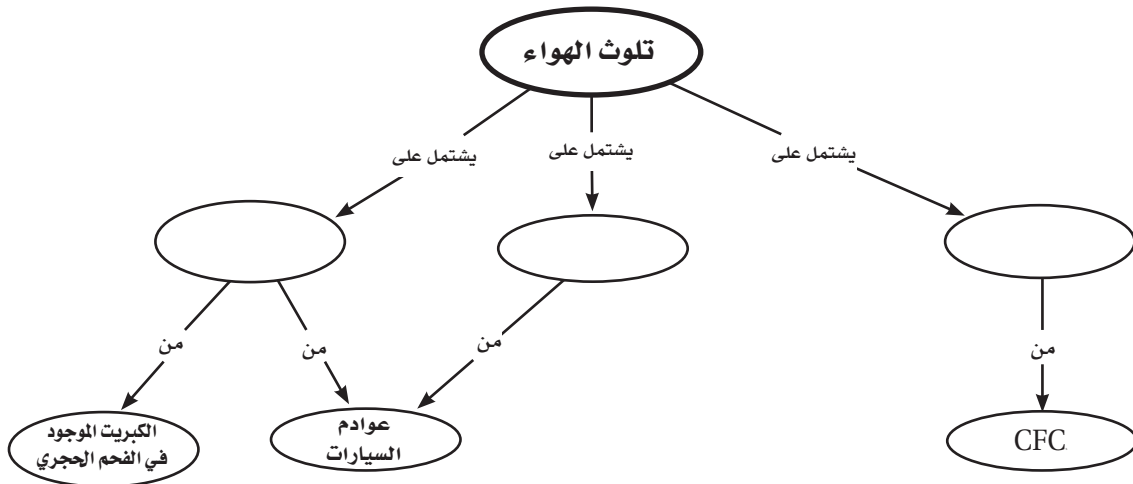 تلوث الهواء
يشتمل على
يشتمل على
يشتمل على
من
من
من
من
CFC
عوادم
السيارات
الكبريت الموجود
في الفحم الحجري